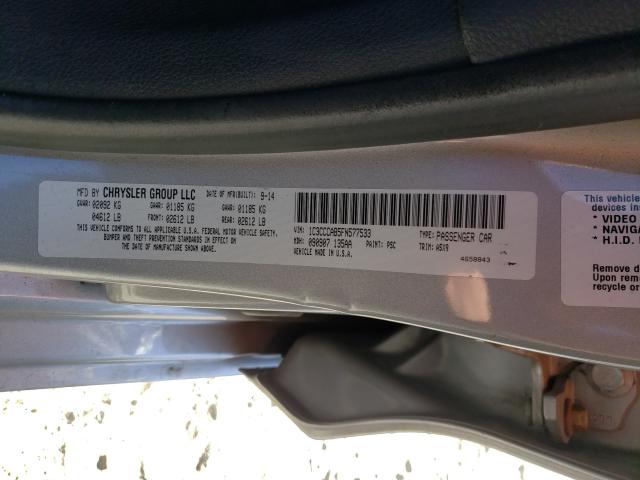 MFD BY CHRYSLER GROUP LLC DATE OF MFR(BUILT): 9-14
GVWR: 02092 KG GAWR: 01185 KG GAWR: 01185 KG
04612 LB FRONT: 02612 LB REAR: 02612 LB
THIS VEHICLE CONFORMS TO ALL APPLICABLE U.S.A. FEDERAL MOTOR VEHICLE SAFETY,
BUMPER AND THEFT PREVENTION STANDARDS IN EFFECT ON
THE DATE OF MANUFACTURE SHOWN ABOVE.
VIN: 1C3CCCAB5FN577533 TYPE: PASSENGER CAR
MDH: 090907 135AA PAINT: PSC TRIM: A5X9
VEHICLE MADE IN U.S.A. 4658843
This vehicle
devices in
* VIDEO
* NAVIGA
* H.I.D.
Remove d
Upon rem
recycle or